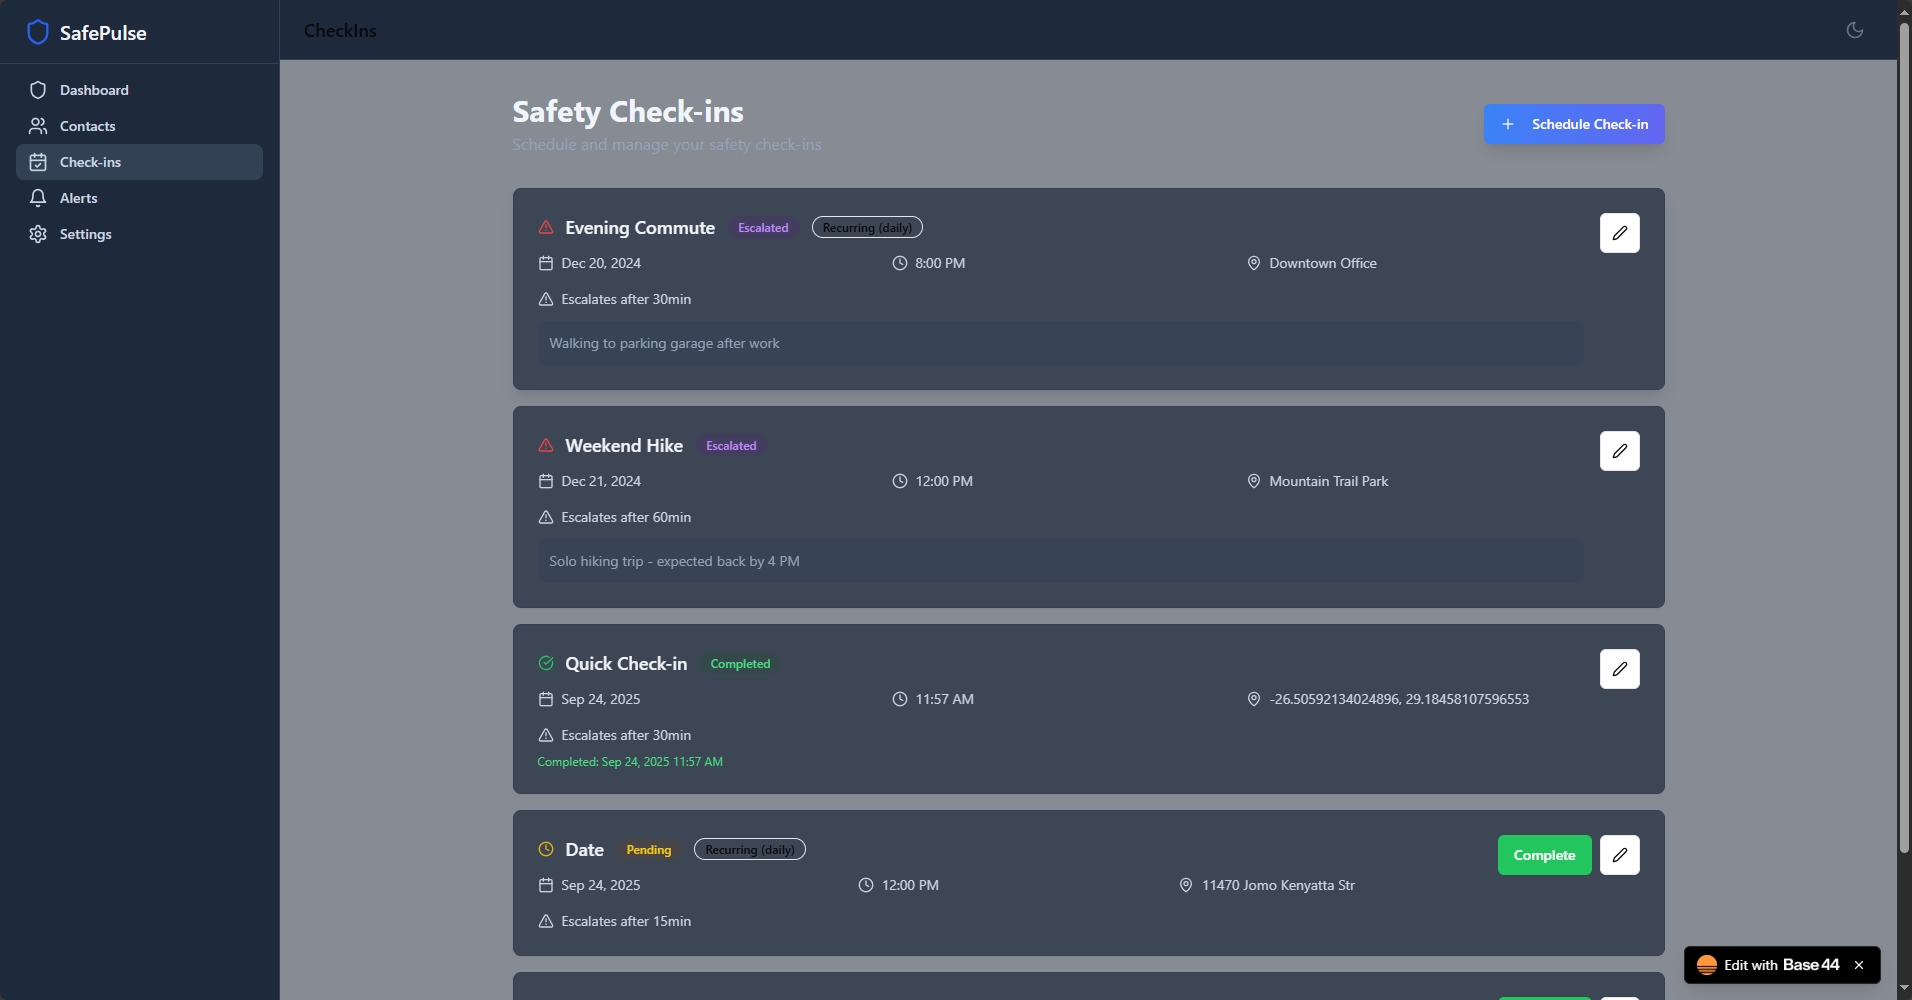 SafePulse
CheckIns
Dashboard
Contacts
Check-ins
Alerts
Settings
Safety Check-ins
Schedule and manage your safety check-ins
Schedule Check-in
Evening Commute Escalated Recurring (daily)
Dec 20, 2024 8:00 PM Downtown Office
Escalates after 30min
Walking to parking garage after work
Weekend Hike Escalated
Dec 21, 2024 12:00 PM Mountain Trail Park
Escalates after 60min
Solo hiking trip - expected back by 4 PM
Quick Check-in Completed
Sep 24, 2025 11:57 AM -26.50592134024896, 29.18458107596553
Escalates after 30min
Completed: Sep 24, 2025 11:57 AM
Date Pending Recurring (daily) Complete
Sep 24, 2025 12:00 PM 11470 Jomo Kenyatta Str
Escalates after 15min
Edit with Base44